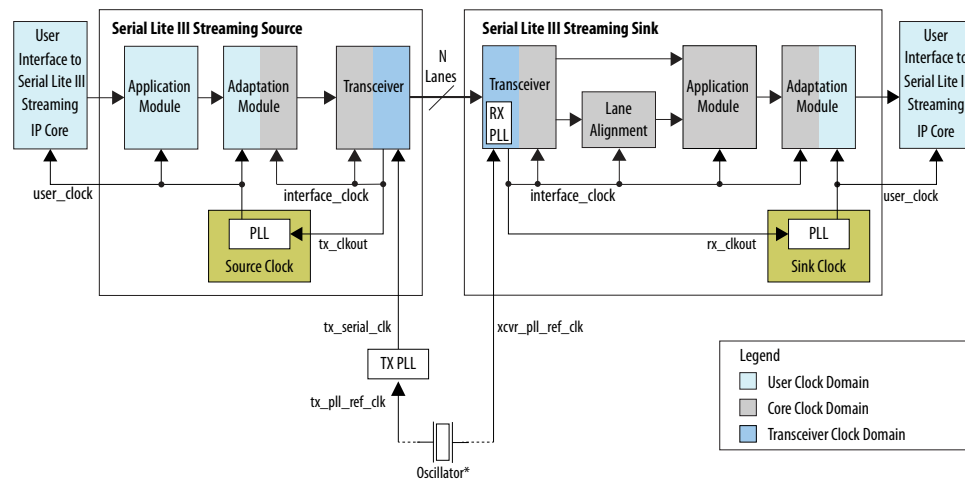 Serial Lite III Streaming Source
Serial Lite III Streaming Sink
User
Interface to
Serial Lite III
Streaming
IP Core
Application
Module
Adaptation
Module
Transceiver
N
Lanes
Transceiver
RX
PLL
Lane
Alignment
Application
Module
Adaptation
Module
User
Interface to
Serial Lite III
Streaming
IP Core
user_clock
interface_clock
interface_clock
user_clock
PLL
Source Clock
tx_clkout
rx_clkout
PLL
Sink Clock
tx_serial_clk
xcvr_pll_ref_clk
TX PLL
tx_pll_ref_clk
Oscillator*
Legend
User Clock Domain
Core Clock Domain
Transceiver Clock Domain